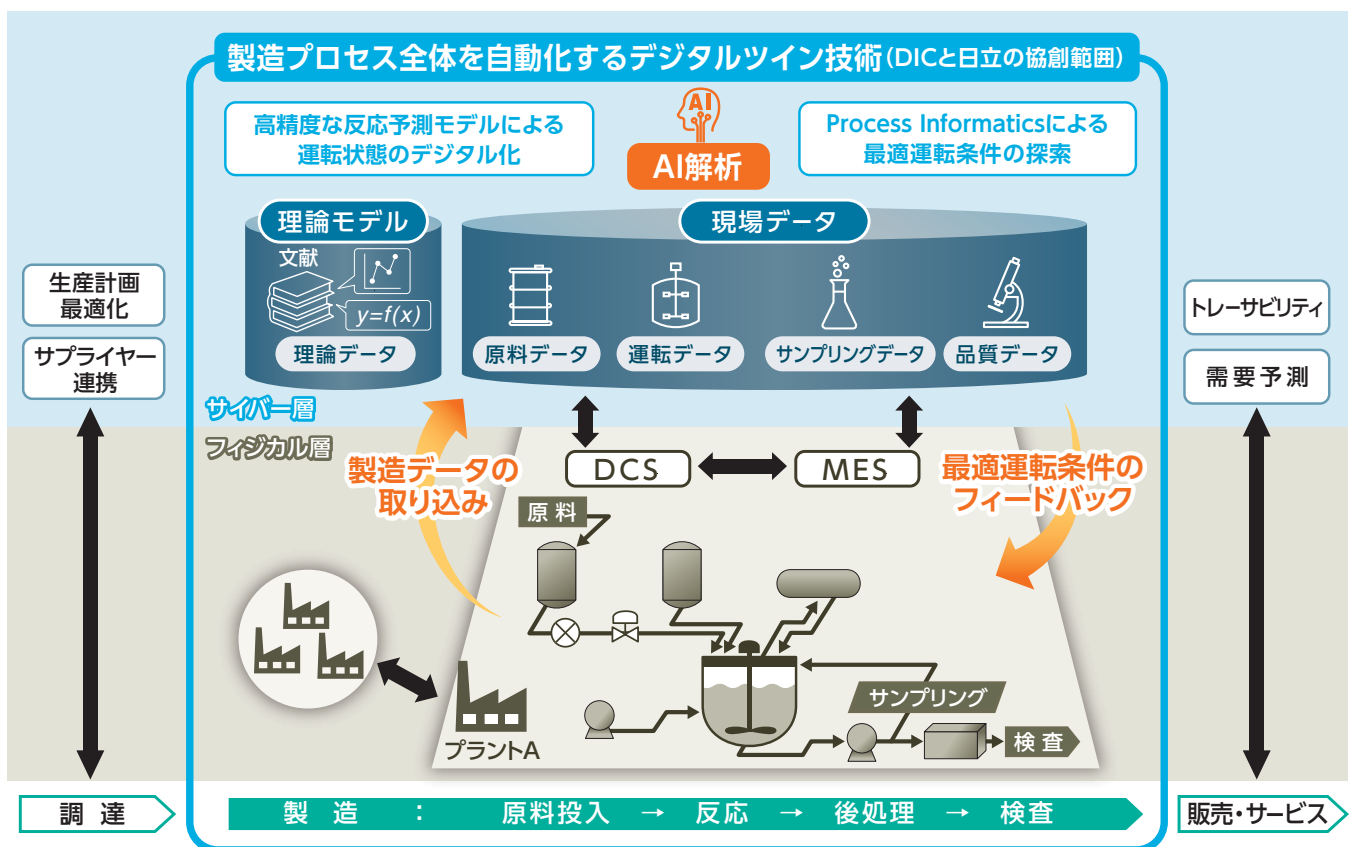 製造プロセス全体を自動化するデジタルツイン技術(DICと日立の協創範囲)
高精度な反応予測モデルによる
運転状態のデジタル化
AI
AI解析
Process Informaticsによる
最適運転条件の探索
理論モデル
文献
y=f(x)
理論データ
現場データ
原料データ
運転データ
サンプリングデータ
品質データ
生産計画
最適化
サプライヤー
連携
トレーサビリティ
需要予測
サイバー層
フィジカル層
製造データの
取り込み
DCS
MES
最適運転条件の
フィードバック
原料
サンプリング
検査
プラントA
調達
製造 : 原料投入 → 反応 → 後処理 → 検査
販売・サービス